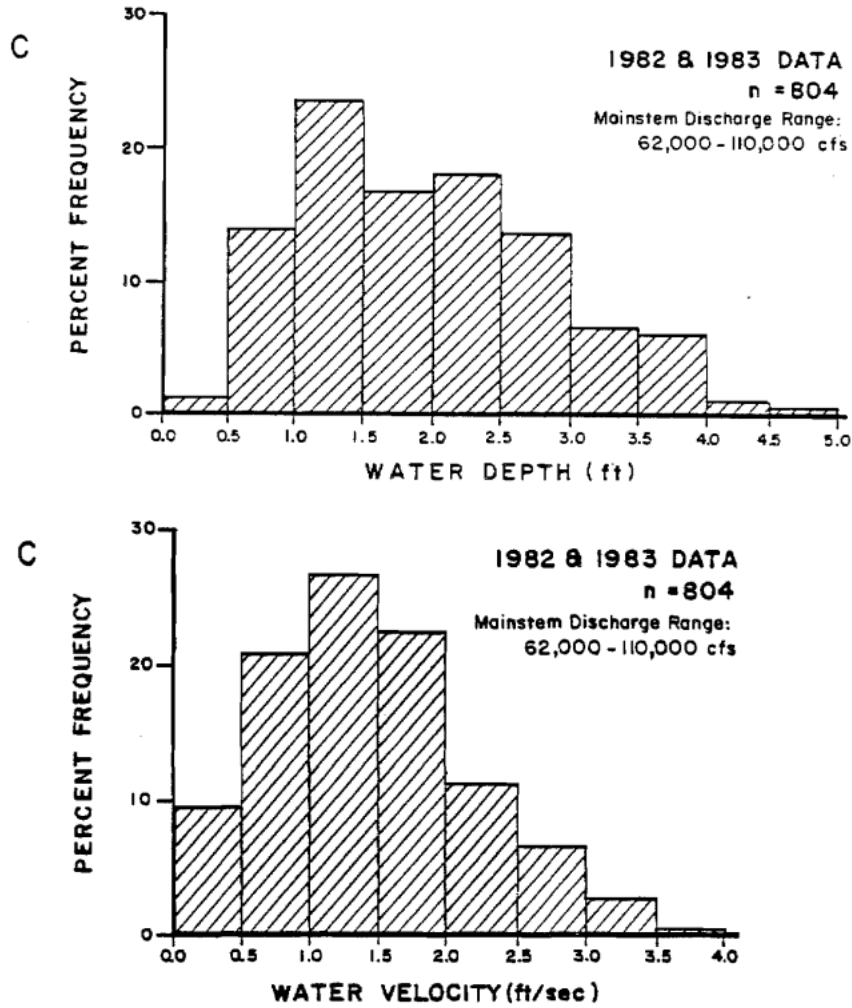 C
PERCENT FREQUENCY
30
20
10
0
1982 & 1983 DATA
n = 804
Mainstem Discharge Range:
62,000-110,000 cfs
0.0 0.5 1.0 1.5 2.0 2.5 3.0 3.5 4.0 4.5 5.0
WATER DEPTH (ft)
C
PERCENT FREQUENCY
30
20
10
0
1982 & 1983 DATA
n = 804
Mainstem Discharge Range:
62,000-110,000 cfs
0.0 0.5 1.0 1.5 2.0 2.5 3.0 3.5 4.0
WATER VELOCITY (ft/sec)